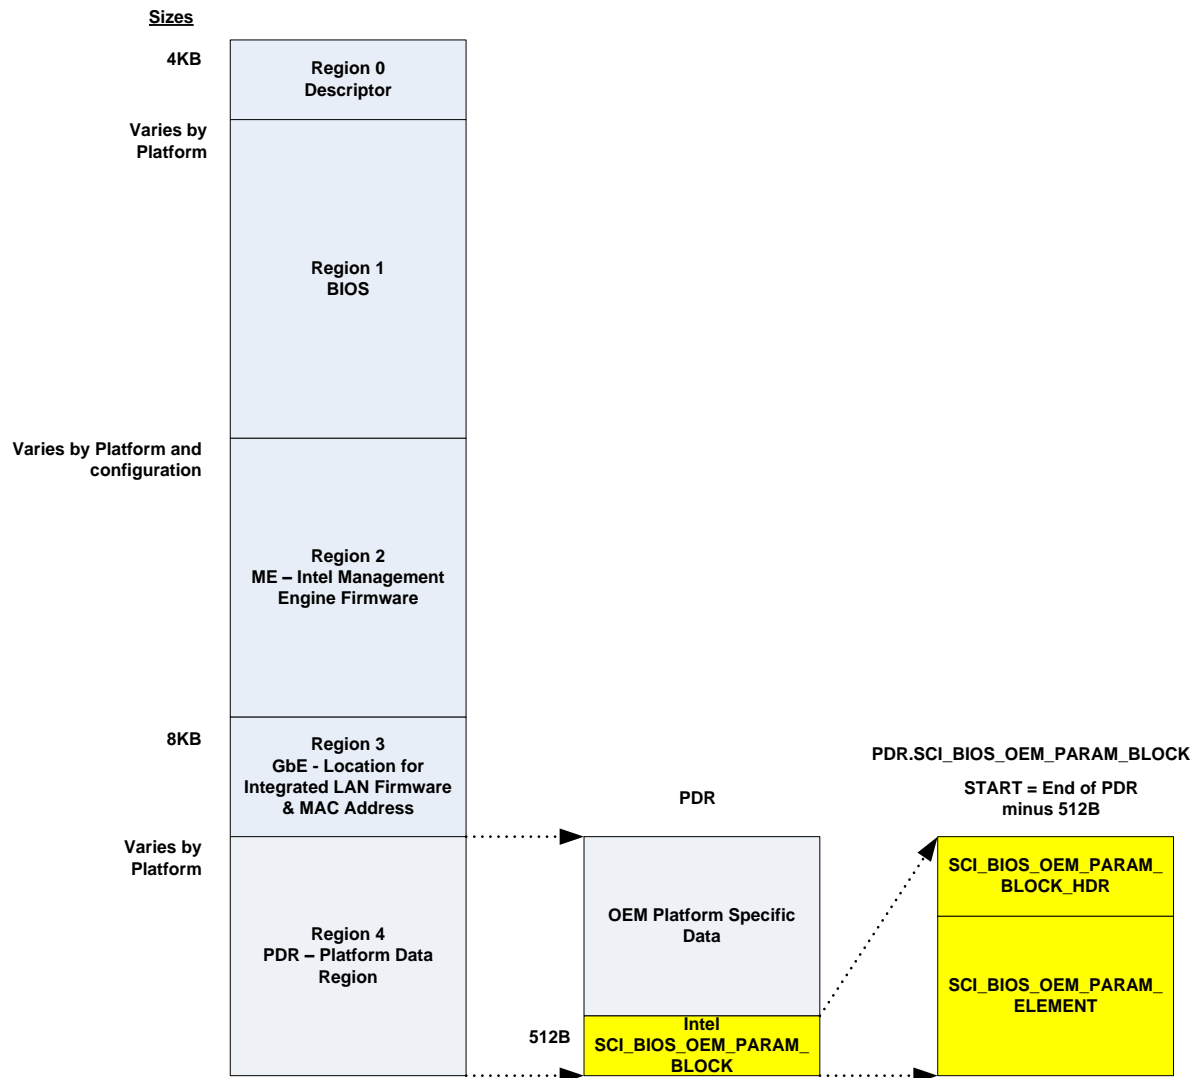 Sizes
4KB
Region 0
Descriptor
Varies by
Platform
Region 1
BIOS
Varies by Platform and
configuration
Region 2
ME – Intel Management
Engine Firmware
8KB
Region 3
GbE - Location for
Integrated LAN Firmware
& MAC Address
Varies by
Platform
Region 4
PDR – Platform Data
Region
PDR
OEM Platform Specific
Data
512B
Intel
SCI_BIOS_OEM_PARAM_
BLOCK
PDR.SCI_BIOS_OEM_PARAM_BLOCK
START = End of PDR
minus 512B
SCI_BIOS_OEM_PARAM_
BLOCK_HDR
SCI_BIOS_OEM_PARAM_
ELEMENT